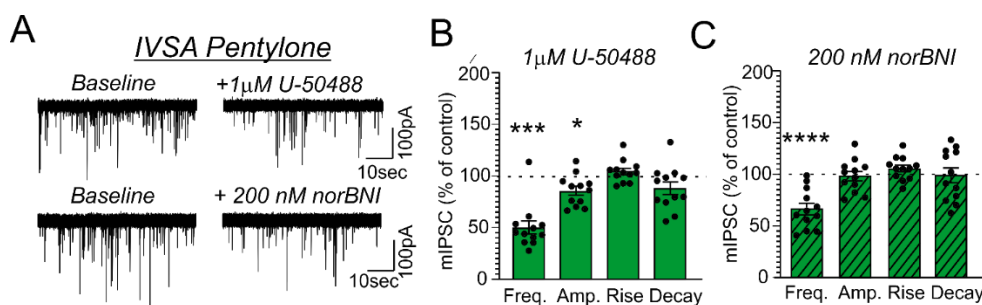 A
IVSA Pentylone
Baseline
+1μM U-50488
100pA
10sec
Baseline
+ 200 nM norBNI
100pA
10sec
B
1μM U-50488
mIPSC (% of control)
200
150
100
50
0
***
*
Freq. Amp. Rise Decay
C
200 nM norBNI
mIPSC (% of control)
200
150
100
50
0
****
Freq. Amp. Rise Decay